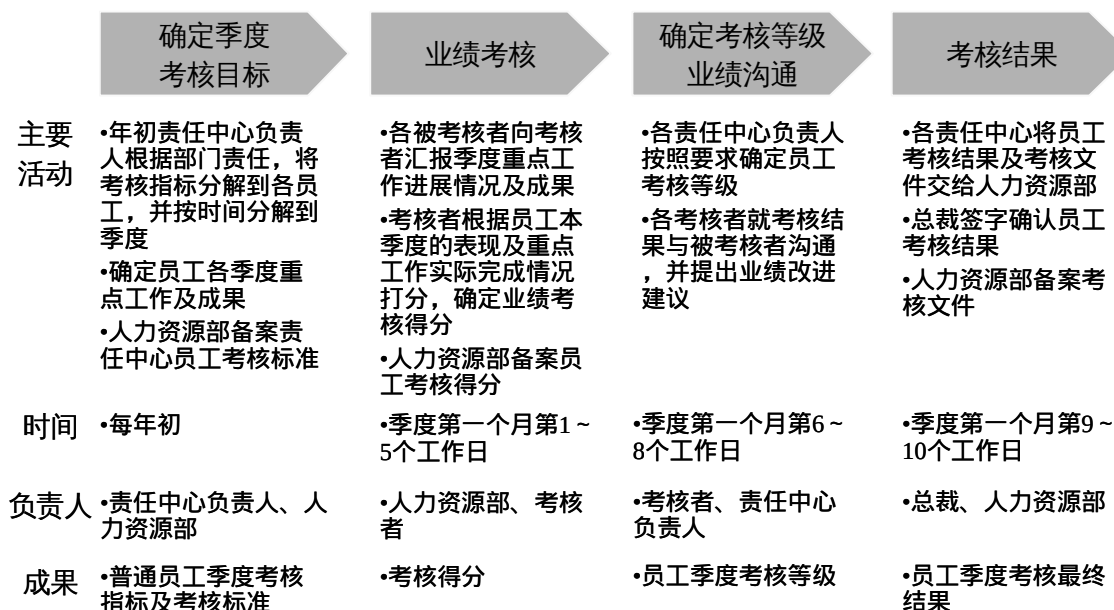 确定季度
考核目标
业绩考核
确定考核等级
业绩沟通
考核结果
主要
活动
•年初责任中心负责
人根据部门责任，将
考核指标分解到各员
工，并按时间分解到
季度
•确定员工各季度重
点工作及成果
•人力资源部备案责
任中心员工考核标准
•各被考核者向考核
者汇报季度重点工
作进展情况及成果
•考核者根据员工本
季度的表现及重点
工作实际完成情况
打分，确定业绩考
核得分
•人力资源部备案员
工考核得分
•各责任中心负责人
按照要求确定员工
考核等级
•各考核者就考核结
果与被考核者沟通
，并提出业绩改进
建议
•各责任中心将员工
考核结果及考核文
件交给人力资源部
•总裁签字确认员工
考核结果
•人力资源部备案考
核文件
时间
•每年初
•季度第一个月第1～
5个工作日
•季度第一个月第6～
8个工作日
•季度第一个月第9～
10个工作日
负责人
•责任中心负责人、人
力资源部
•人力资源部、考核
者
•考核者、责任中心
负责人
•总裁、人力资源部
成果
•普通员工季度考核
指标及考核标准
•考核得分
•员工季度考核等级
•员工季度考核最终
结果